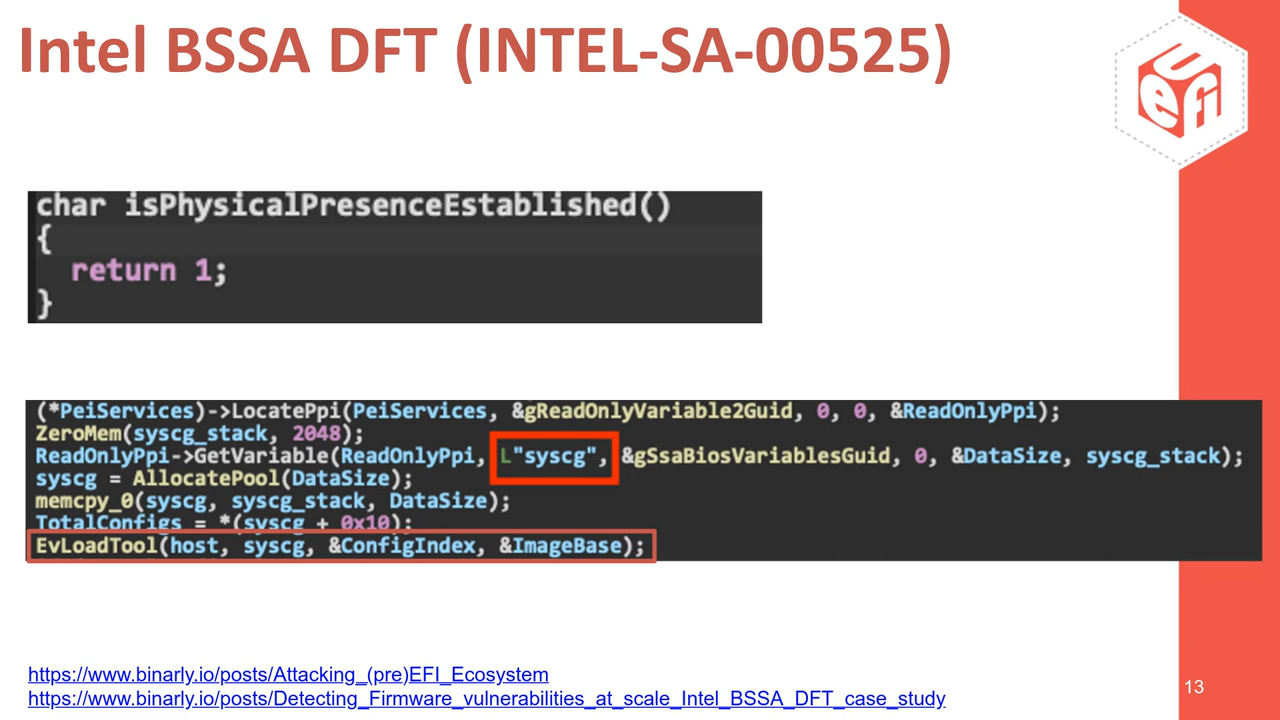 Intel BSSA DFT (INTEL-SA-00525)
UEFI
char isPhysicalPresenceEstablished()
{
return 1;
}
(*PeiServices)->LocatePpi(PeiServices, &gReadOnlyVariable2Guid, 0, 0, &ReadOnlyPpi);
ZeroMem(syscg_stack, 2048);
ReadOnlyPpi->GetVariable(ReadOnlyPpi, L"syscg", &gSsaBiosVariablesGuid, 0, &DataSize, syscg_stack);
syscg = AllocatePool(DataSize);
memcpy_0(syscg, syscg_stack, DataSize);
TotalConfigs = *(syscg + 0x10);
EvLoadTool(host, syscg, &ConfigIndex, &ImageBase);
https://www.binarly.io/posts/Attacking_(pre)EFI_Ecosystem
https://www.binarly.io/posts/Detecting_Firmware_vulnerabilities_at_scale_Intel_BSSA_DFT_case_study
13